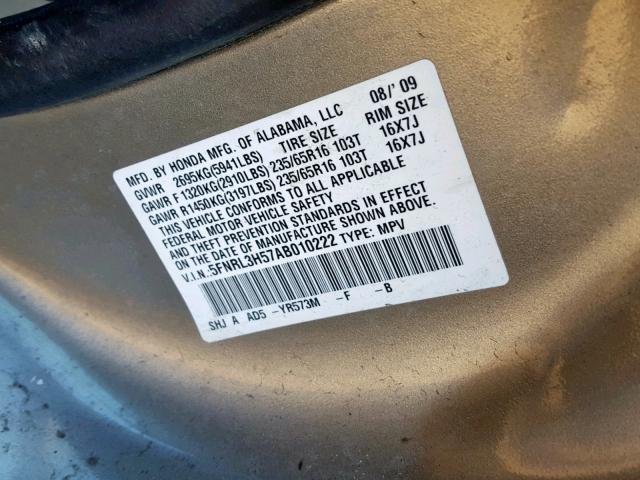 MFD. BY HONDA MFG. OF ALABAMA, LLC 08/' 09
GVWR 2695KG(5941LBS) TIRE SIZE RIM SIZE
GAWR F 1320KG(2910LBS) 235/65R16 103T 16X7J
GAWR R1450KG(3197LBS) 235/65R16 103T 16X7J
THIS VEHICLE CONFORMS TO ALL APPLICABLE
FEDERAL MOTOR VEHICLE SAFETY
AND THEFT PREVENTION STANDARDS IN EFFECT
ON THE DATE OF MANUFACTURE SHOWN ABOVE.
V.I.N.:5FNRL3H57AB010222 TYPE: MPV
SHJ A AD5 -YR573M -F -B